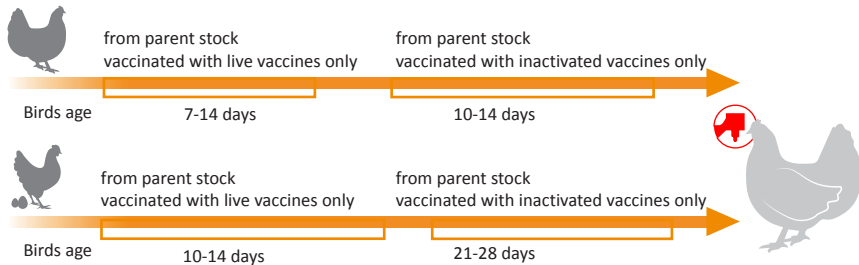 from parent stock
vaccinated with live vaccines only
from parent stock
vaccinated with inactivated vaccines only
Birds age
7-14 days
10-14 days
from parent stock
vaccinated with live vaccines only
from parent stock
vaccinated with inactivated vaccines only
Birds age
10-14 days
21-28 days